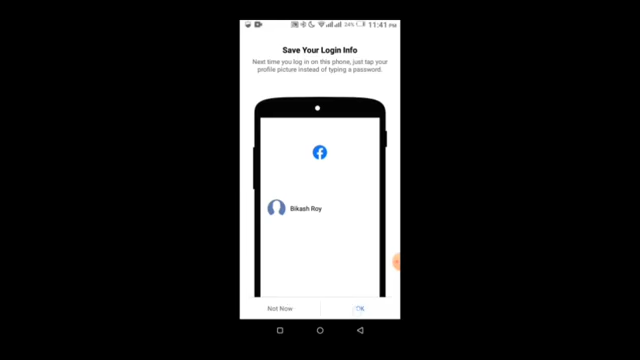 24% 11:41 PM
Save Your Login Info
Next time you log in on this phone, just tap your
profile picture instead of typing a password.
Bikash Roy
Not Now OK